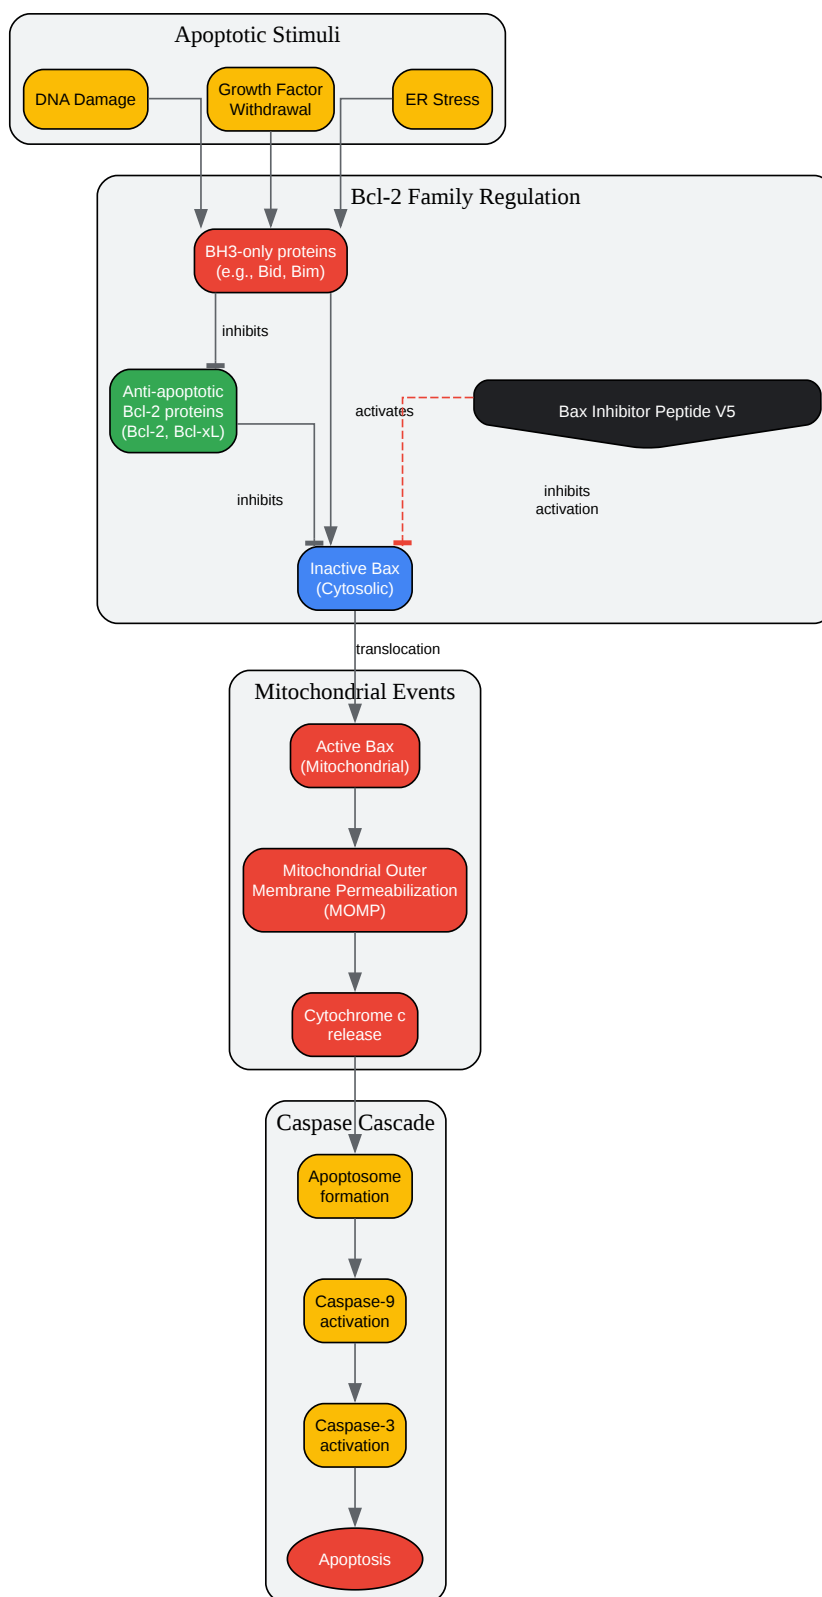 Apoptotic Stimuli
DNA Damage
Growth Factor
Withdrawal
ER Stress
Bcl-2 Family Regulation
BH3-only proteins
(e.g., Bid, Bim)
inhibits
Anti-apoptotic
Bcl-2 proteins
(Bcl-2, Bcl-xL)
activates
Bax Inhibitor Peptide V5
inhibits
inhibits
activation
Inactive Bax
(Cytosolic)
translocation
Mitochondrial Events
Active Bax
(Mitochondrial)
Mitochondrial Outer
Membrane Permeabilization
(MOMP)
Cytochrome c
release
Caspase Cascade
Apoptosome
formation
Caspase-9
activation
Caspase-3
activation
Apoptosis